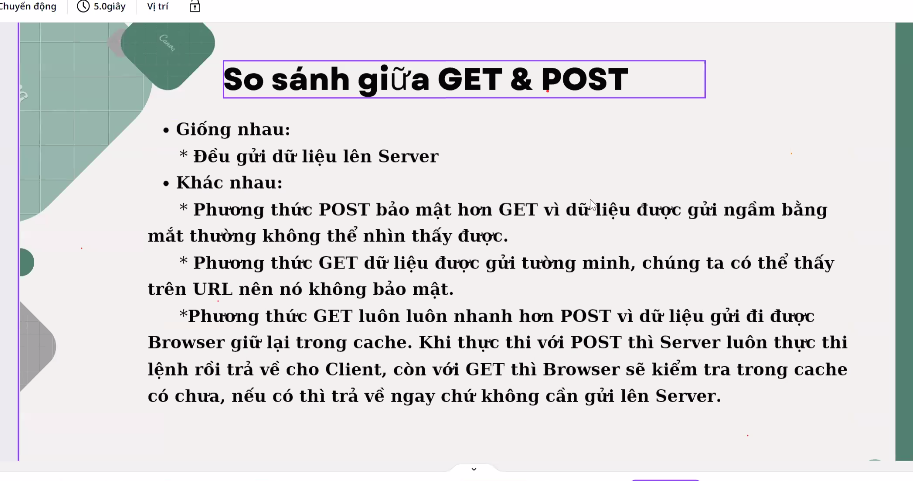 Chuyển động 5.0giây Vị trí
Canva
So sánh giữa GET & POST
• Giống nhau:
* Đều gửi dữ liệu lên Server
• Khác nhau:
* Phương thức POST bảo mật hơn GET vì dữ liệu được gửi ngầm bằng
mắt thường không thể nhìn thấy được.
* Phương thức GET dữ liệu được gửi tường minh, chúng ta có thể thấy
trên URL nên nó không bảo mật.
*Phương thức GET luôn luôn nhanh hơn POST vì dữ liệu gửi đi được
Browser giữ lại trong cache. Khi thực thi với POST thì Server luôn thực thi
lệnh rồi trả về cho Client, còn với GET thì Browser sẽ kiểm tra trong cache
có chưa, nếu có thì trả về ngay chứ không cần gửi lên Server.